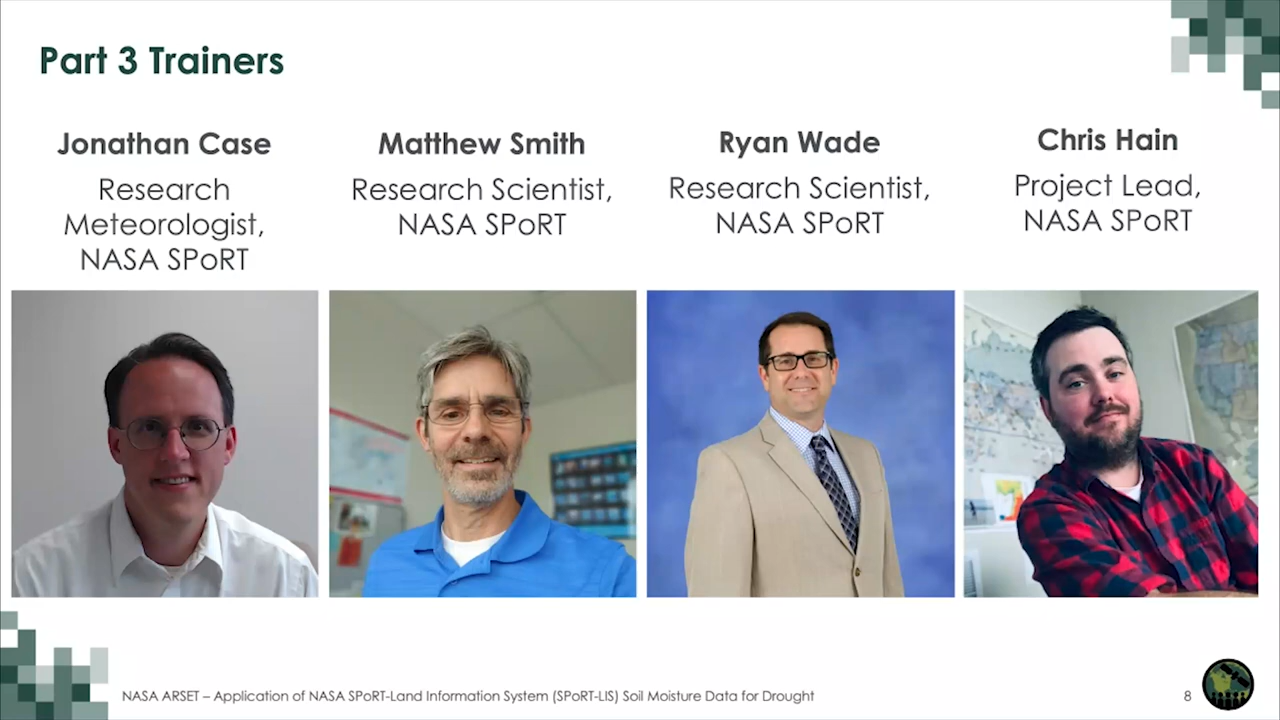 Part 3 Trainers
Jonathan Case
Research
Meteorologist,
NASA SPoRT
Matthew Smith
Research Scientist,
NASA SPoRT
Ryan Wade
Research Scientist,
NASA SPoRT
Chris Hain
Project Lead,
NASA SPoRT
NASA ARSET – Application of NASA SPoRT-Land Information System (SPoRT-LIS) Soil Moisture Data for Drought
8